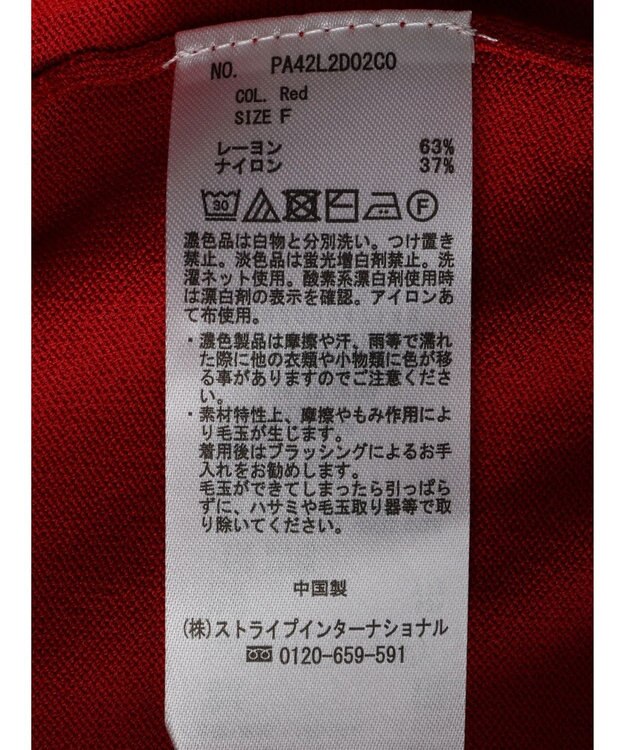 NO. PA42L2D02C0
COL. Red
SIZE F
レーヨン 63%
ナイロン 37%
30 F
濃色品は白物と分別洗い。つけ置き
禁止。淡色品は蛍光増白剤禁止。洗
濯ネット使用。酸素系漂白剤使用時
は漂白剤の表示を確認。アイロンあ
て布使用。
・濃色製品は摩擦や汗、雨等で濡れ
た際に他の衣類や小物類に色が移
る事がありますのでご注意くださ
い。
・素材特性上、摩擦やもみ作用によ
り毛玉が生じます。
着用後はブラッシングによるお手
入れをお勧めします。
毛玉ができてしまったら引っぱら
ずに、ハサミや毛玉取り器等で取
り除いてください。
中国製
(株)ストライプインターナショナル
0120-659-591